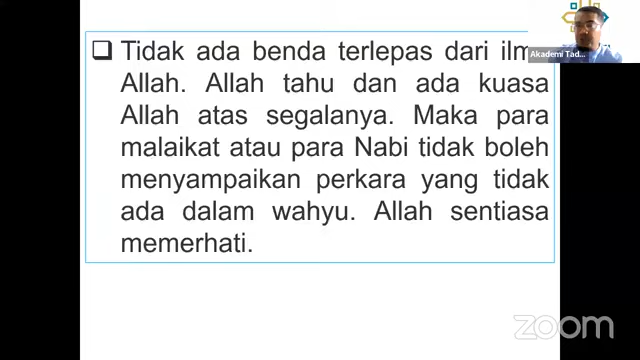 Tidak ada benda terlepas dari ilm
Allah. Allah tahu dan ada kuasa
Allah atas segalanya. Maka para
malaikat atau para Nabi tidak boleh
menyampaikan perkara yang tidak
ada dalam wahyu. Allah sentiasa
memerhati.
Akademi Tad...
zoom